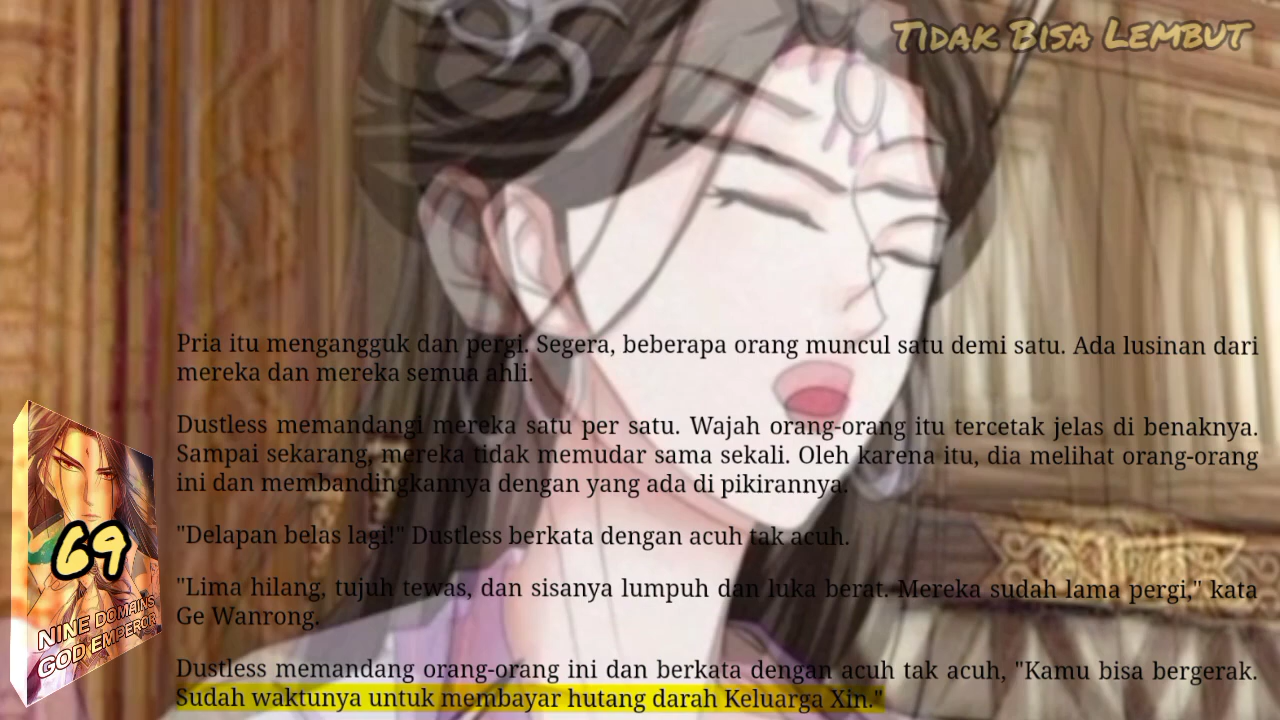 Tidak Bisa Lembut
Pria itu mengangguk dan pergi. Segera, beberapa orang muncul satu demi satu. Ada lusinan dari
mereka dan mereka semua ahli.
Dustless memandangi mereka satu per satu. Wajah orang-orang itu tercetak jelas di benaknya.
Sampai sekarang, mereka tidak memudar sama sekali. Oleh karena itu, dia melihat orang-orang
ini dan membandingkannya dengan yang ada di pikirannya.
"Delapan belas lagi!" Dustless berkata dengan acuh tak acuh.
"Lima hilang, tujuh tewas, dan sisanya lumpuh dan luka berat. Mereka sudah lama pergi," kata
Ge Wanrong.
Dustless memandang orang-orang ini dan berkata dengan acuh tak acuh, "Kamu bisa bergerak.
Sudah waktunya untuk membayar hutang darah Keluarga Xin."
69
NINE DOMAINS
GOD EMPEROR